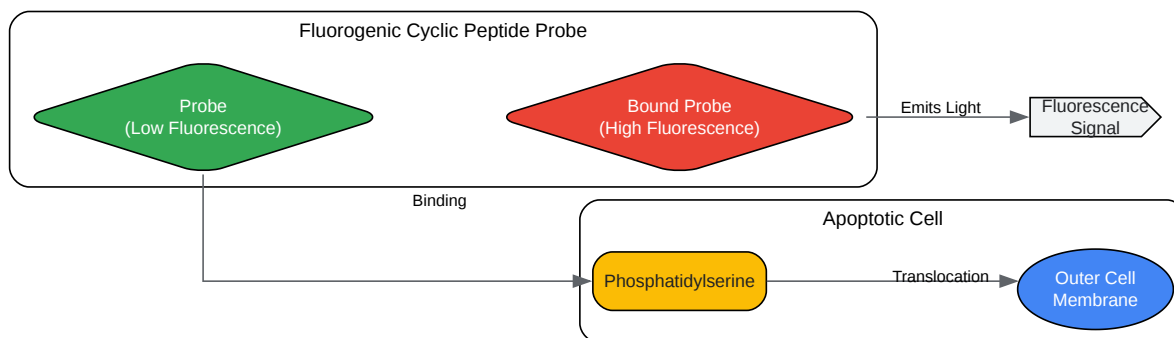 Fluorogenic Cyclic Peptide Probe
Probe
(Low Fluorescence)
Bound Probe
(High Fluorescence)
Emits Light
Fluorescence
Signal
Binding
Apoptotic Cell
Phosphatidylserine
Translocation
Outer Cell
Membrane